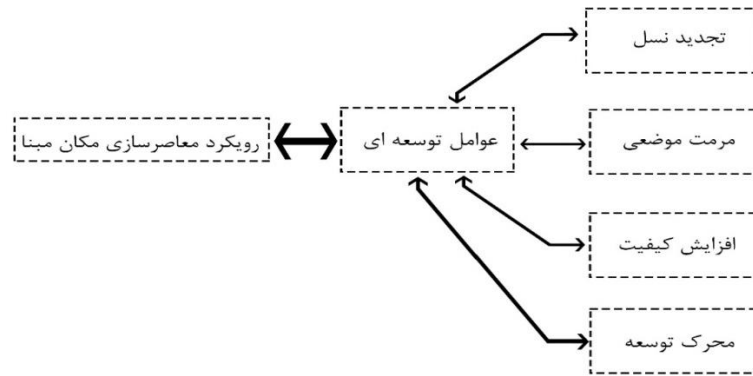 تجدید نسل
مرمت موضعی
عوامل توسعه ای
رویکرد معاصرسازی مکان مبنا
افزایش کیفیت
محرک توسعه